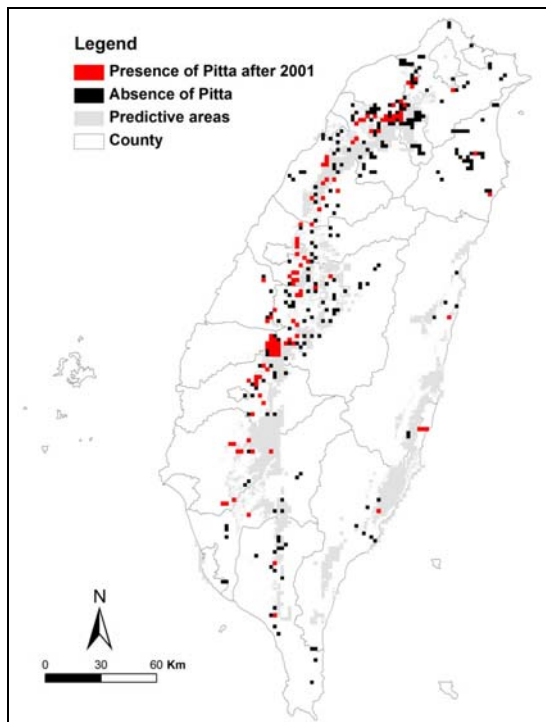 Legend
Presence of Pitta after 2001
Absence of Pitta
Predictive areas
County
N
0 30 60 Km